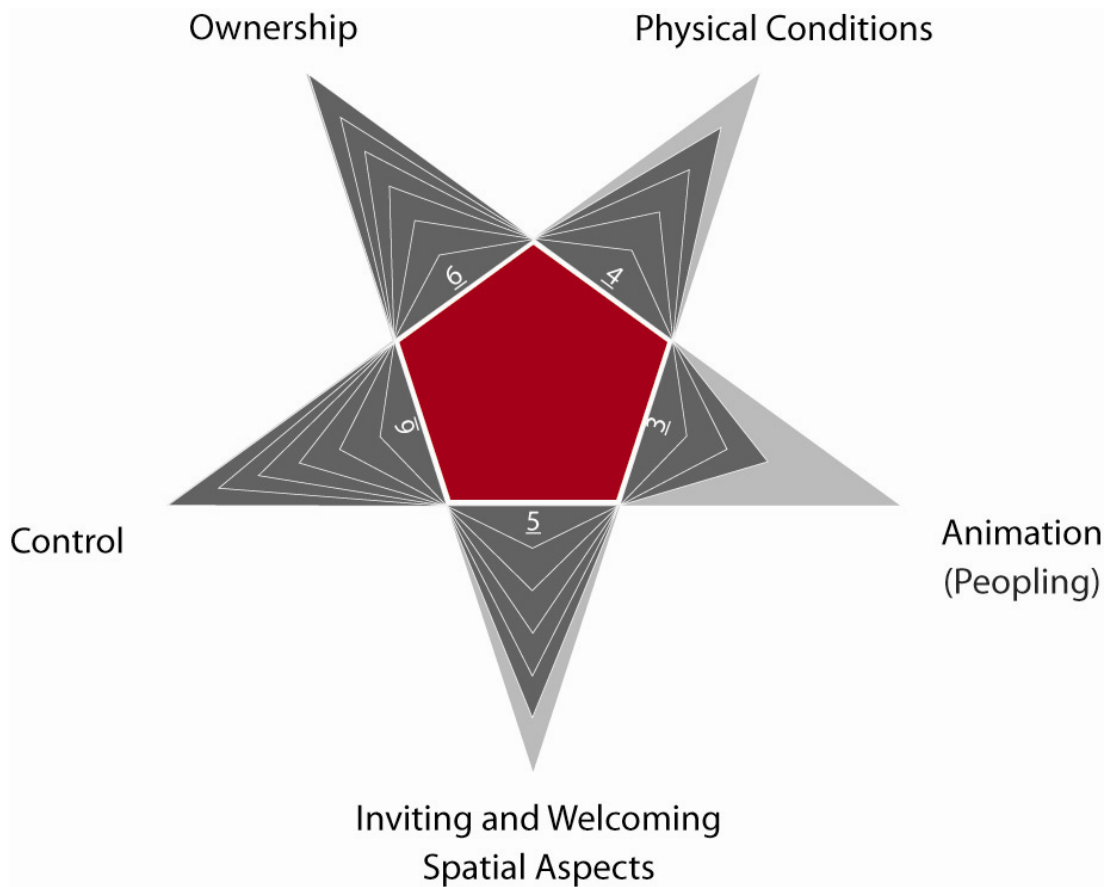 Ownership
Physical Conditions
6
4
6
3
5
Control
Animation
(Peopling)
Inviting and Welcoming
Spatial Aspects